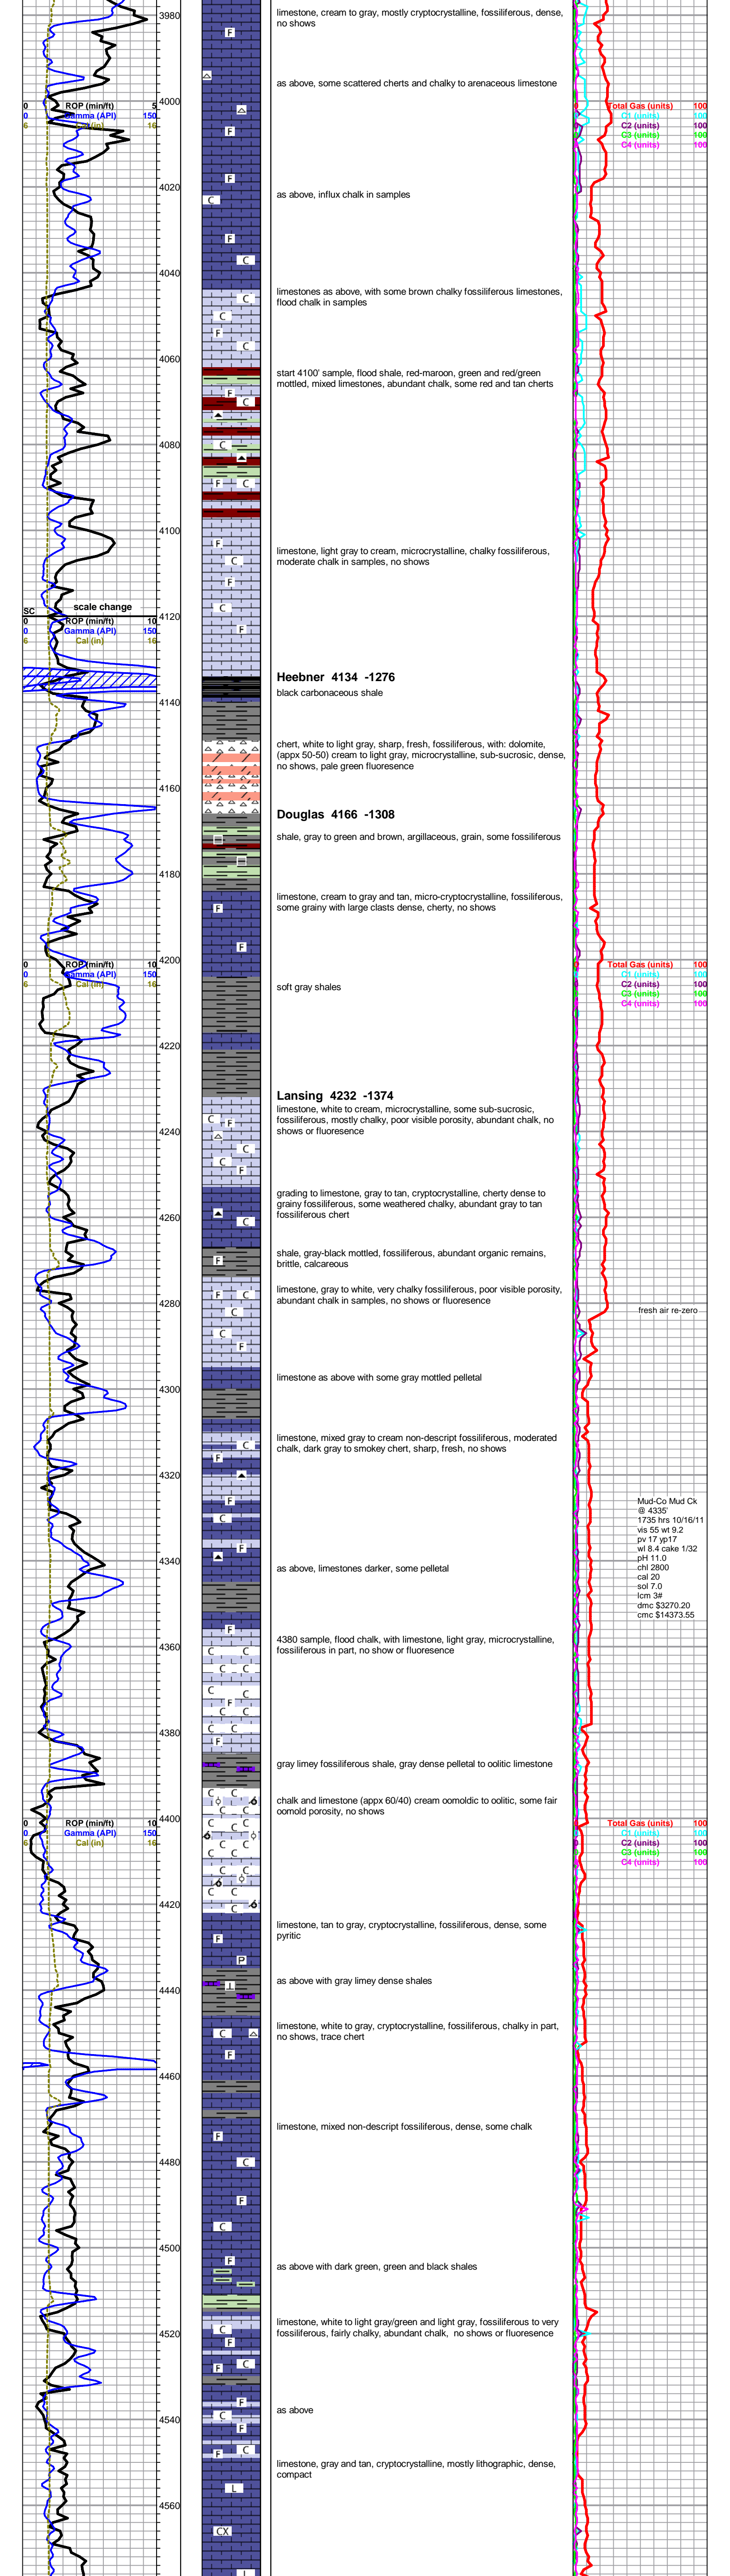 3980
limestone, cream to gray, mostly cryptocrystalline, fossiliferous, dense,
no shows
F
as above, some scattered cherts and chalky to arenaceous limestone
4000
0 ROP (min/ft) 5
0 Gamma (API) 150
6 Cal (in) 16
Total Gas (units) 100
C1 (units) 100
C2 (units) 100
C3 (units) 100
C4 (units) 100
F
F
4020
as above, influx chalk in samples
C
F
C
4040
limestones as above, with some brown chalky fossiliferous limestones,
flood chalk in samples
C
C
F
C
4060
start 4100' sample, flood shale, red-maroon, green and red/green
mottled, mixed limestones, abundant chalk, some red and tan cherts
F
C
4080
C
F C
4100
F
limestone, light gray to cream, microcrystalline, chalky fossiliferous,
moderate chalk in samples, no shows
C
F
C
SC scale change
4120
0 ROP (min/ft) 10
0 Gamma (API) 150
6 Cal (in) 16
F
Heebner 4134 -1276
black carbonaceous shale
4140
chert, white to light gray, sharp, fresh, fossiliferous, with: dolomite,
(appx 50-50) cream to light gray, microcrystalline, sub-sucrosic, dense,
no shows, pale green fluoresence
4160
Douglas 4166 -1308
shale, gray to green and brown, argillaceous, grain, some fossiliferous
4180
limestone, cream to gray and tan, micro-cryptocrystalline, fossiliferous,
some grainy with large clasts dense, cherty, no shows
F
F
4200
0 ROP (min/ft) 10
0 Gamma (API) 150
6 Cal (in) 16
Total Gas (units) 100
C1 (units) 100
C2 (units) 100
C3 (units) 100
C4 (units) 100
soft gray shales
4220
Lansing 4232 -1374
limestone, white to cream, microcrystalline, some sub-sucrosic,
fossiliferous, mostly chalky, poor visible porosity, abundant chalk, no
shows or fluoresence
C F
4240
C
C
F
grading to limestone, gray to tan, cryptocrystalline, cherty dense to
grainy fossiliferous, some weathered chalky, abundant gray to tan
fossiliferous chert
4260
C
shale, gray-black mottled, fossiliferous, abundant organic remains,
brittle, calcareous
F
limestone, gray to white, very chalky fossiliferous, poor visible porosity,
abundant chalk in samples, no shows or fluoresence
F C
4280
C
fresh air re-zero
C
F
limestone as above with some gray mottled pelletal
4300
limestone, mixed gray to cream non-descript fossiliferous, moderated
chalk, dark gray to smokey chert, sharp, fresh, no shows
C
F
4320
F
C
Mud-Co Mud Ck
@ 4335'
1735 hrs 10/16/11
vis 55 wt 9.2
pv 17 yp17
wl 8.4 cake 1/32
pH 11.0
chl 2800
cal 20
sol 7.0
lcm 3#
dmc $3270.20
cmc $14373.55
F
4340
as above, limestones darker, some pelletal
F
4360
4380 sample, flood chalk, with limestone, light gray, microcrystalline,
fossiliferous in part, no show or fluoresence
C C
C C
C C
F
C C
4380
C C
F
gray limey fossiliferous shale, gray dense pelletal to oolitic limestone
chalk and limestone (appx 60/40) cream oomoldic to oolitic, some fair
oomold porosity, no shows
C C
C C
4400
0 ROP (min/ft) 10
0 Gamma (API) 150
6 Cal (in) 16
Total Gas (units) 100
C1 (units) 100
C2 (units) 100
C3 (units) 100
C4 (units) 100
C C
C C
C C
C C
4420
C
limestone, tan to gray, cryptocrystalline, fossiliferous, dense, some
pyritic
F
P
4440
as above with gray limey dense shales
limestone, white to gray, cryptocrystalline, fossiliferous, chalky in part,
no shows, trace chert
C
F
4460
limestone, mixed non-descript fossiliferous, dense, some chalk
F
4480
C
F
C
4500
as above with dark green, green and black shales
F
limestone, white to light gray/green and light gray, fossiliferous to very
fossiliferous, fairly chalky, abundant chalk, no shows or fluoresence
C
4520
F
F C
as above
F
C
4540
F
F C
limestone, gray and tan, cryptocrystalline, mostly lithographic, dense,
compact
L
4560
CX